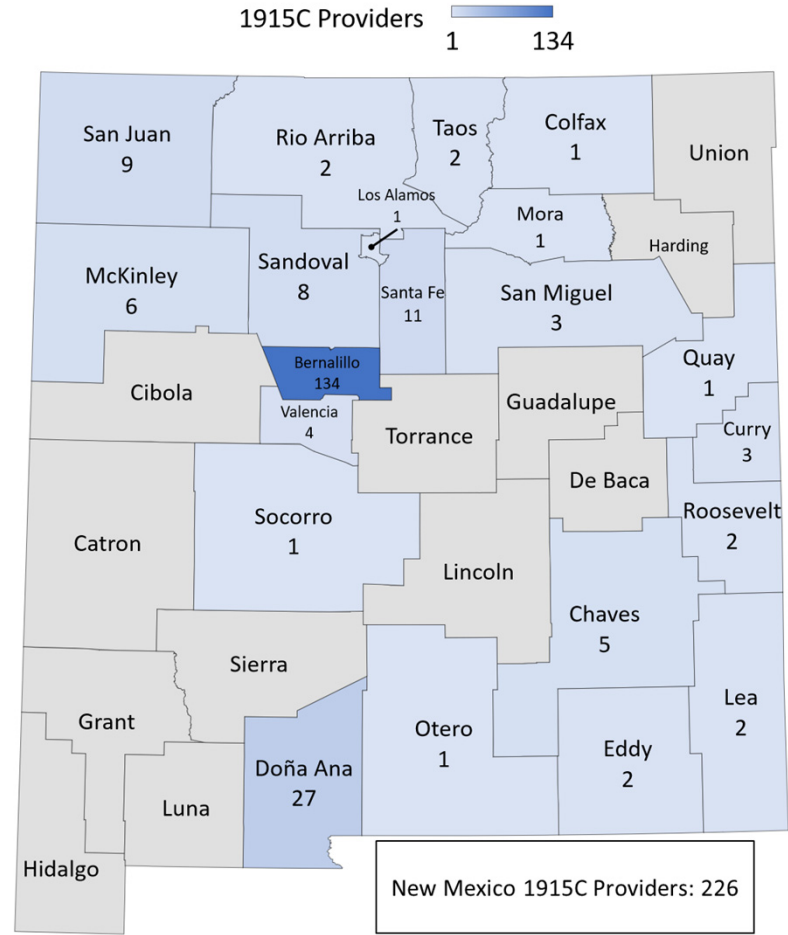 1915C Providers
1 134
San Juan
9
Rio Arriba
2
Taos
2
Colfax
1
Union
Los Alamos
1
Mora
1
Harding
McKinley
6
Sandoval
8
Santa Fe
11
San Miguel
3
Bernalillo
134
Cibola
Valencia
4
Torrance
Guadalupe
Quay
1
Curry
3
De Baca
Roosevelt
2
Catron
Socorro
1
Lincoln
Chaves
5
Sierra
Grant
Doña Ana
27
Otero
1
Eddy
2
Lea
2
Luna
Hidalgo
New Mexico 1915C Providers: 226